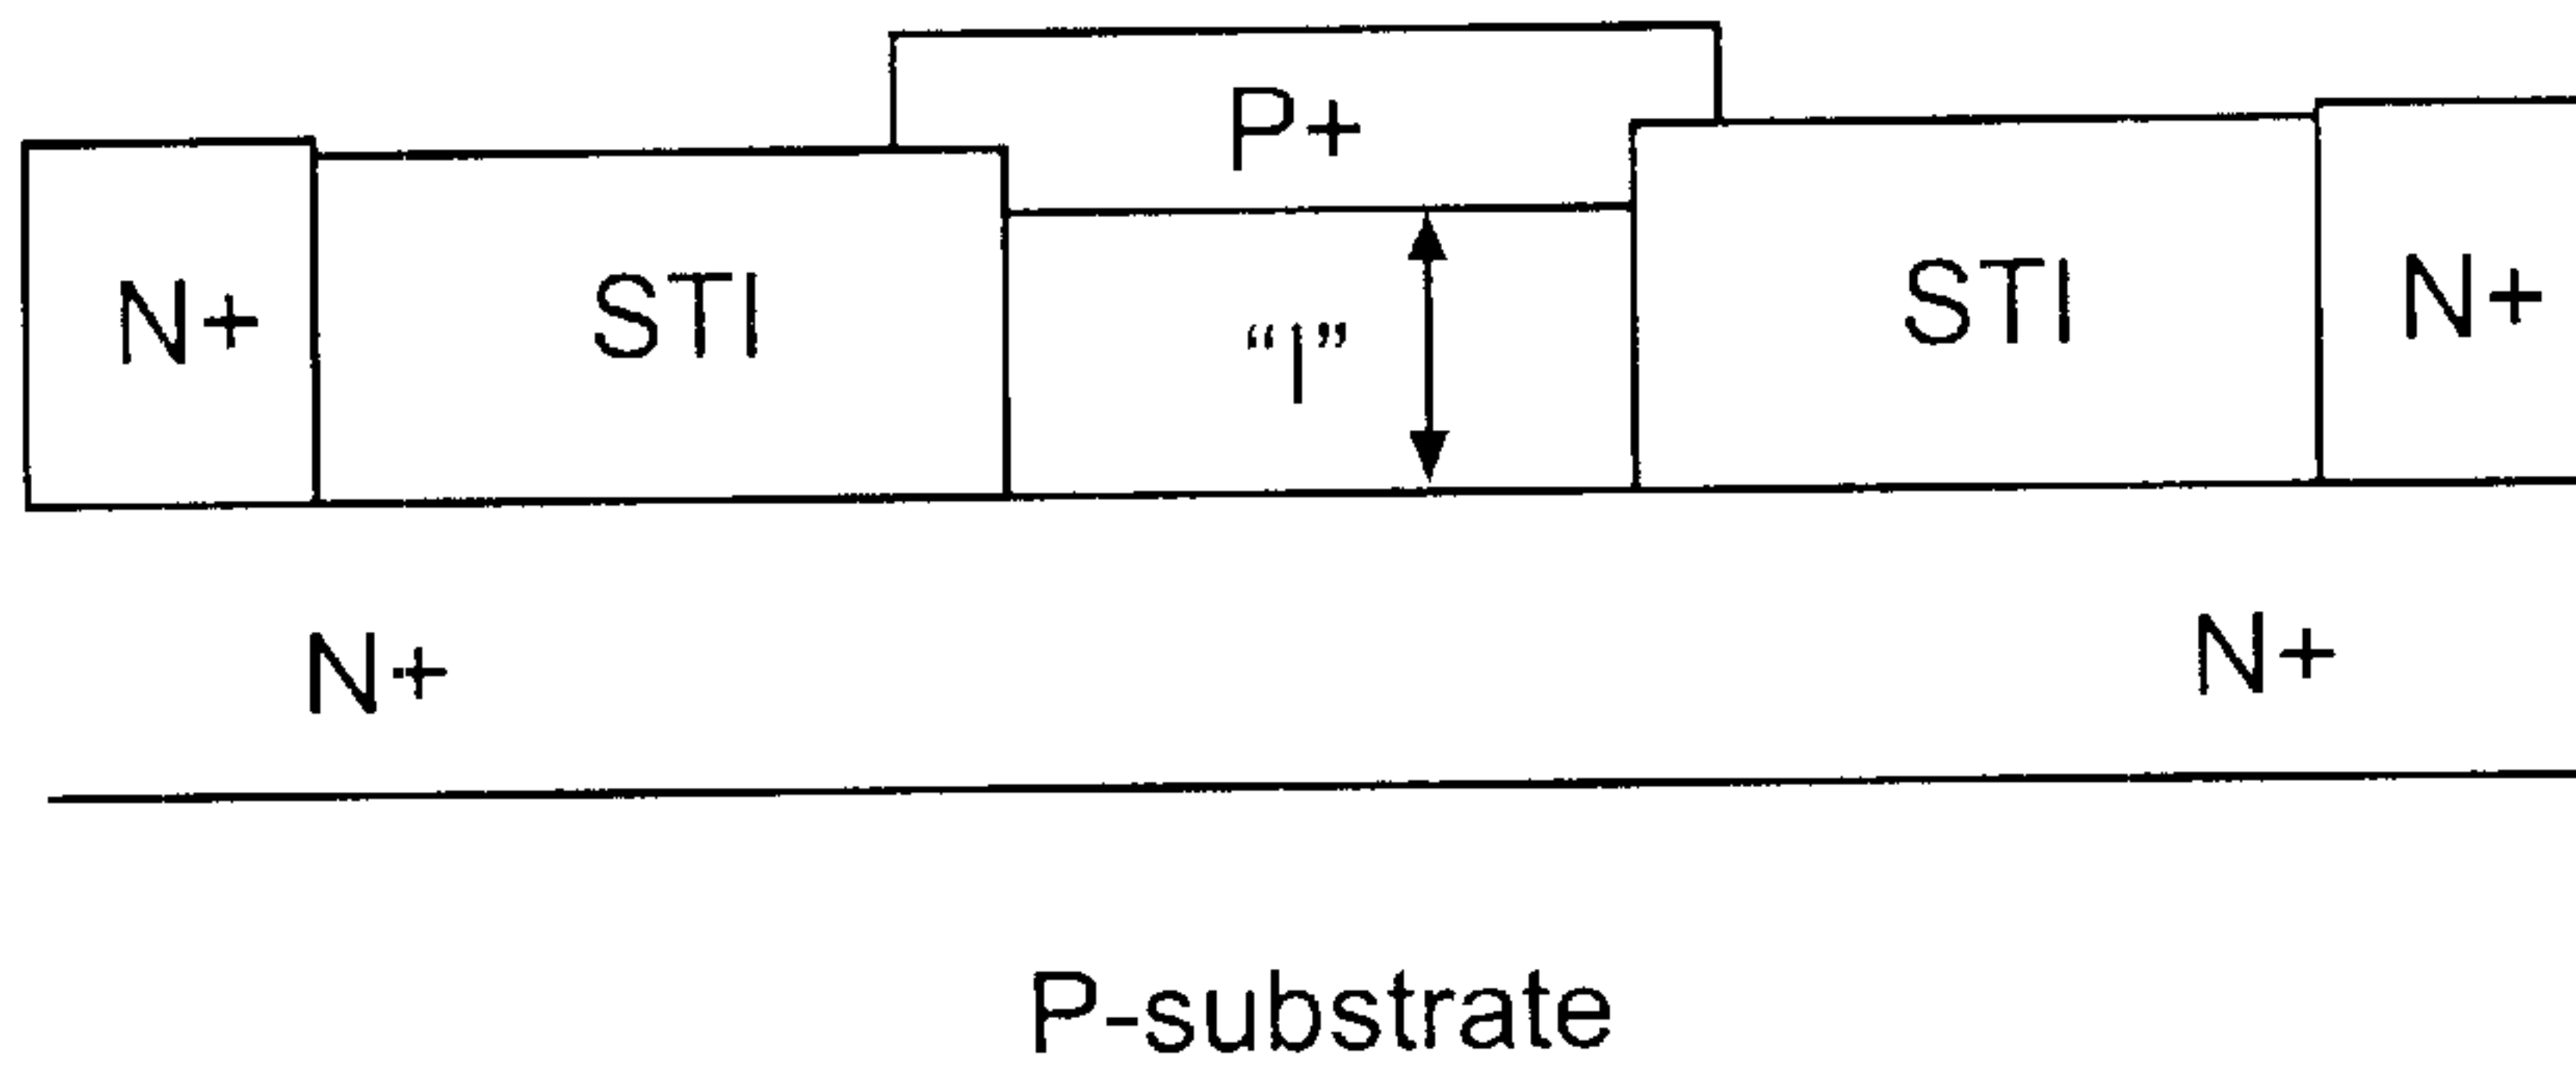 P+
N+ STI “I” STI N+
N+ N+
P-substrate